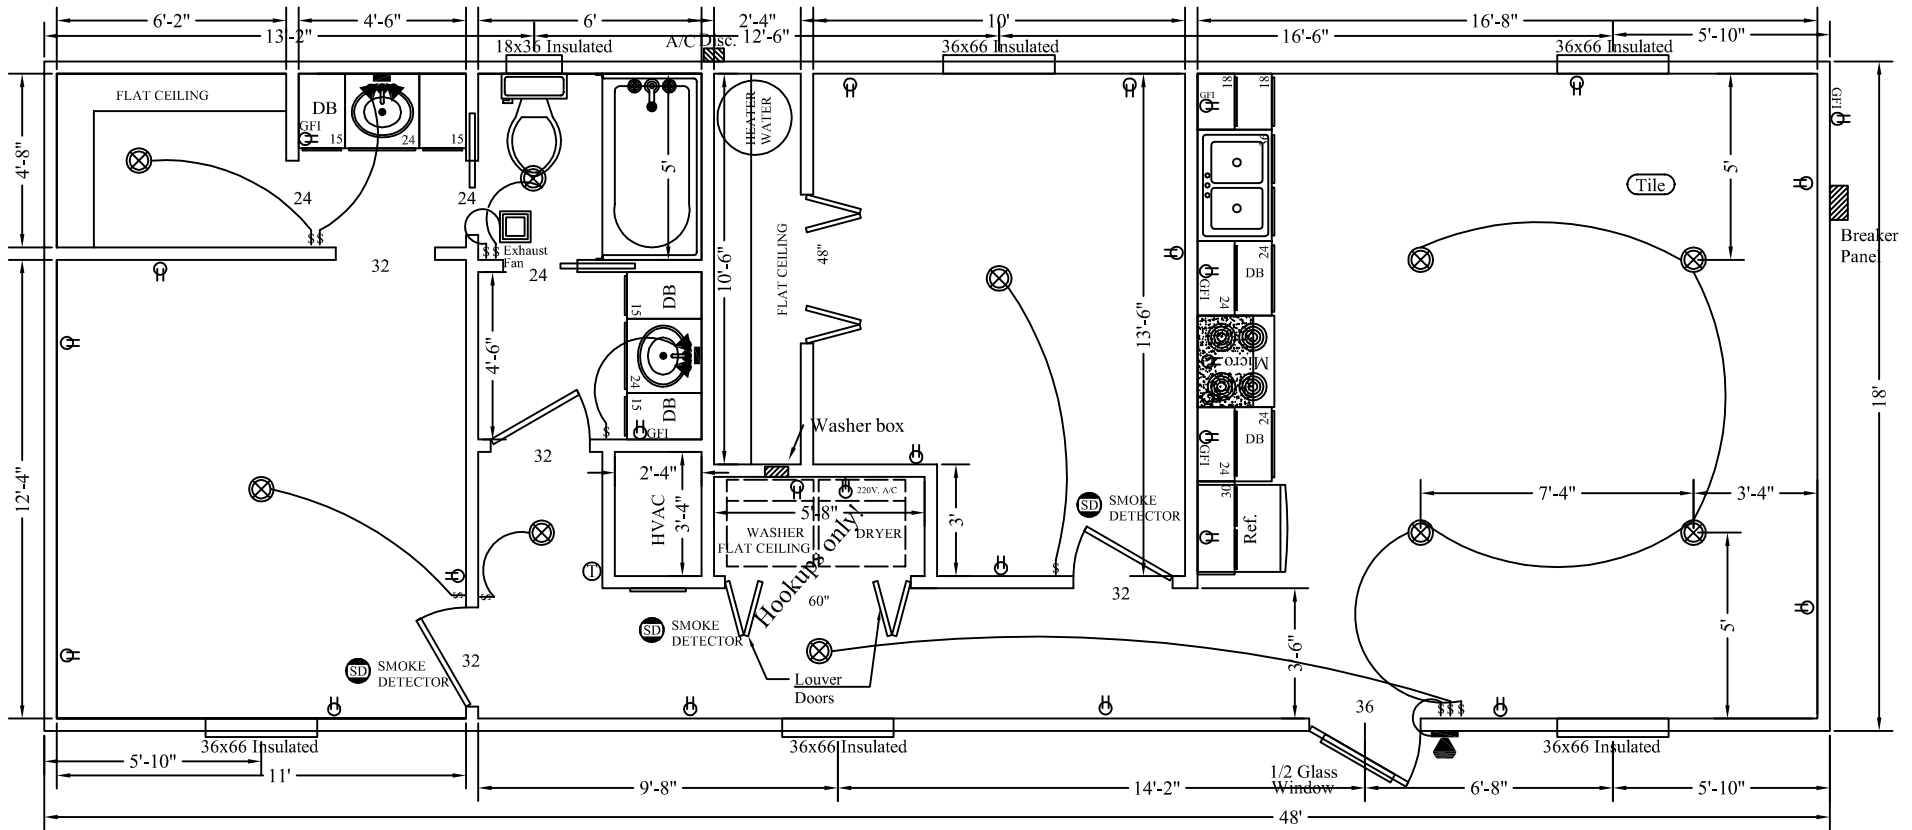 6'-2"
4'-6"
6'
2'-4"
10'
16'-8"
13'-2"
12'-6"
16'-6"
5'-10"
18x36 Insulated
A/C Disc.
36x66 Insulated
36x66 Insulated
FLAT CEILING
DB
GFI
15
24
15
4'-8"
24
24
5'
HEATER
WATER
GFI
18
18
36
GFI
5'
Tile
Breaker
Panel
18'
$$
$$
Exhaust
Fan
32
24
10'-6"
FLAT CEILING
48"
13'-6"
GFI
24
DB
24
15
DB
4'-6"
24
15
DB
GFI
$
Micro.
Washer box
24
DB
GFI
24
30
Ref.
32
2'-4"
HVAC
3'-4"
12'-4"
220V. A/C
5'-8"
WASHER
DRYER
FLAT CEILING
Hookups only!
3'
SD
SMOKE
DETECTOR
7'-4"
3'-4"
5'
T
$
$
$
60"
32
SD
SMOKE
DETECTOR
32
SD
SMOKE
DETECTOR
Louver
Doors
3'-6"
36
$$$
36x66 Insulated
36x66 Insulated
36x66 Insulated
1/2 Glass
Window
5'-10"
11'
9'-8"
14'-2"
6'-8"
5'-10"
48'